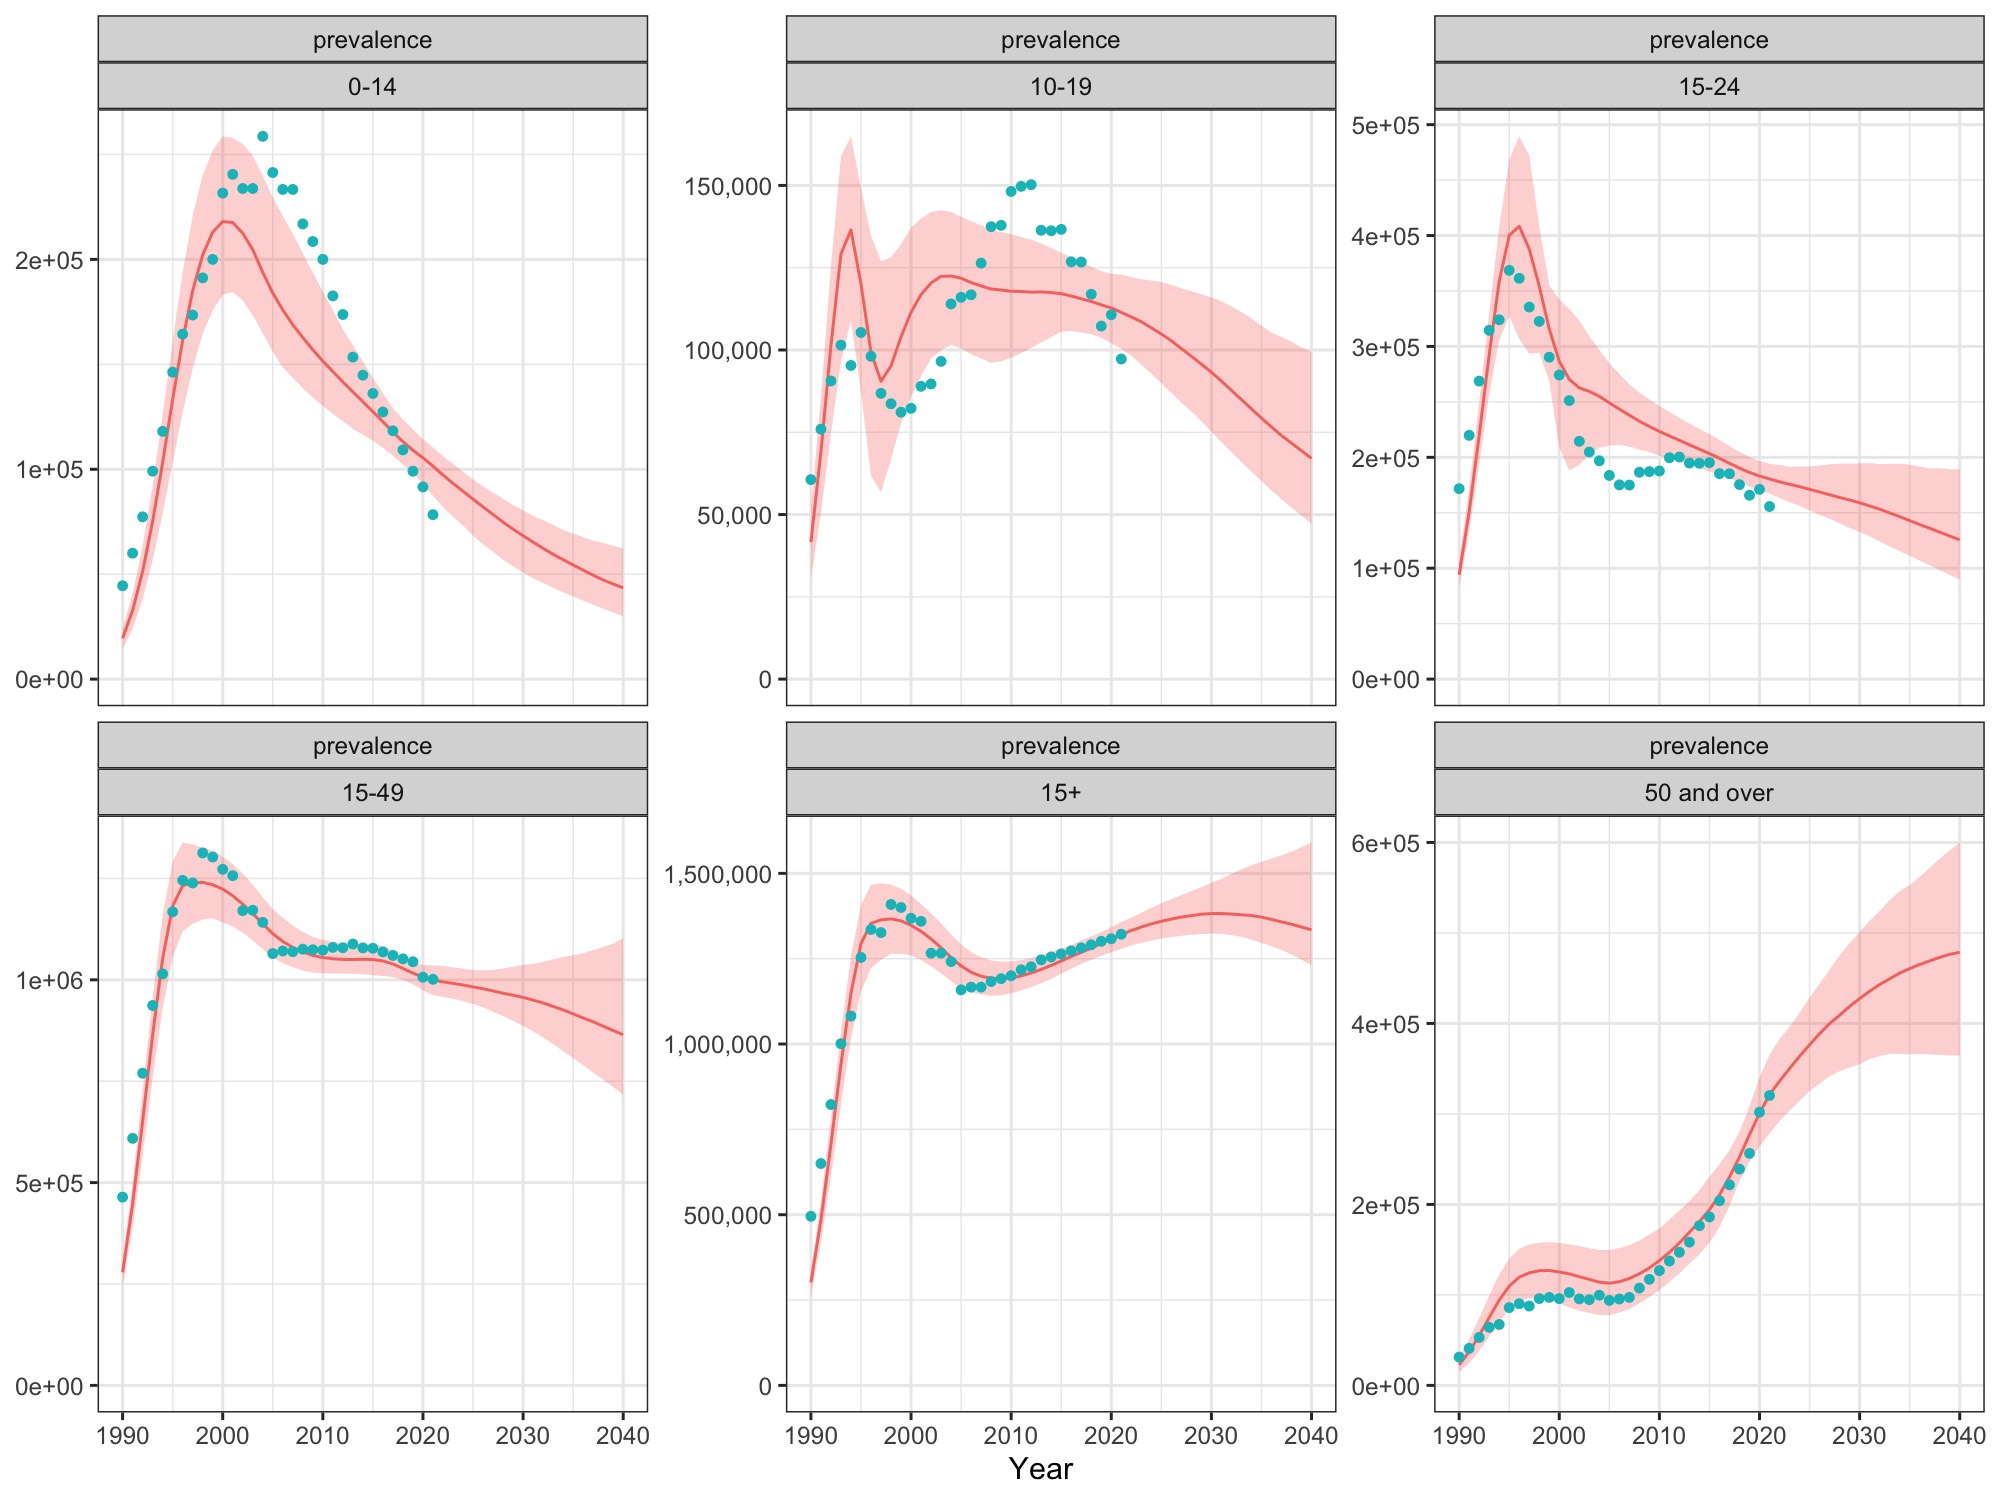 prevalence prevalence prevalence
0-14 10-19 15-24
5e+05
150,000
4e+05
2e+05
3e+05
100,000
1e+05
2e+05
50,000
1e+05
0e+00 0 0e+00
prevalence prevalence prevalence
15-49 15+ 50 and over
6e+05
1,500,000
4e+05
1e+06
1,000,000
2e+05
5e+05
500,000
0e+00 0 0e+00
1990 2000 2010 2020 2030 2040 1990 2000 2010 2020 2030 2040 1990 2000 2010 2020 2030 2040
Year